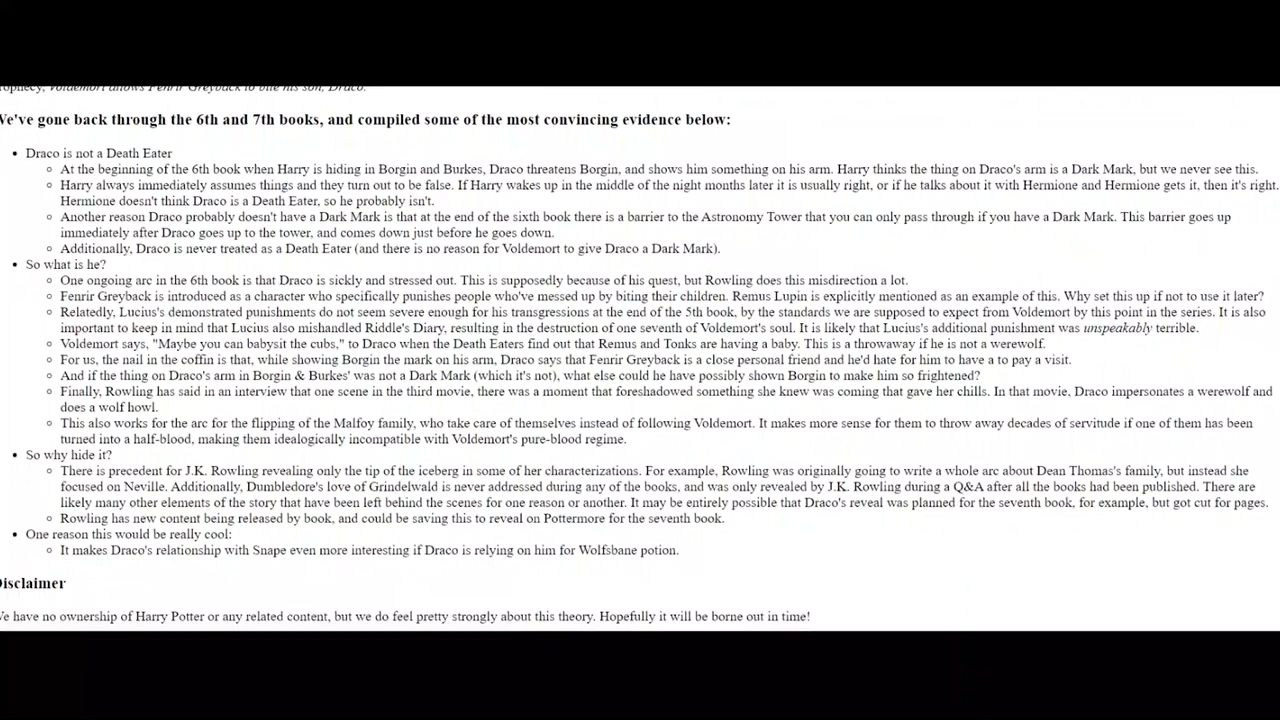 prophecy, Voldemort allows Fenrir Greyback to bite his son, Draco.
We've gone back through the 6th and 7th books, and compiled some of the most convincing evidence below:
Draco is not a Death Eater
At the beginning of the 6th book when Harry is hiding in Borgin and Burkes, Draco threatens Borgin, and shows him something on his arm. Harry thinks the thing on Draco's arm is a Dark Mark, but we never see this.
Harry always immediately assumes things and they turn out to be false. If Harry wakes up in the middle of the night months later it is usually right, or if he talks about it with Hermione and Hermione gets it, then it's right.
Hermione doesn't think Draco is a Death Eater, so he probably isn't.
Another reason Draco probably doesn't have a Dark Mark is that at the end of the sixth book there is a barrier to the Astronomy Tower that you can only pass through if you have a Dark Mark. This barrier goes up
immediately after Draco goes up to the tower, and comes down just before he goes down.
Additionally, Draco is never treated as a Death Eater (and there is no reason for Voldemort to give Draco a Dark Mark).
So what is he?
One ongoing arc in the 6th book is that Draco is sickly and stressed out. This is supposedly because of his quest, but Rowling does this misdirection a lot.
Fenrir Greyback is introduced as a character who specifically punishes people who've messed up by biting their children. Remus Lupin is explicitly mentioned as an example of this. Why set this up if not to use it later?
Relatedly, Lucius's demonstrated punishments do not seem severe enough for his transgressions at the end of the 5th book, by the standards we are supposed to expect from Voldemort by this point in the series. It is also
important to keep in mind that Lucius also mishandled Riddle's Diary, resulting in the destruction of one seventh of Voldemort's soul. It is likely that Lucius's additional punishment was unspeakably terrible.
Voldemort says, "Maybe you can babysit the cubs," to Draco when the Death Eaters find out that Remus and Tonks are having a baby. This is a throwaway if he is not a werewolf.
For us, the nail in the coffin is that, while showing Borgin the mark on his arm, Draco says that Fenrir Greyback is a close personal friend and he'd hate for him to have a to pay a visit.
And if the thing on Draco's arm in Borgin & Burkes' was not a Dark Mark (which it's not), what else could he have possibly shown Borgin to make him so frightened?
Finally, Rowling has said in an interview that one scene in the third movie, there was a moment that foreshadowed something she knew was coming that gave her chills. In that movie, Draco impersonates a werewolf and
does a wolf howl.
This also works for the arc for the flipping of the Malfoy family, who take care of themselves instead of following Voldemort. It makes more sense for them to throw away decades of servitude if one of them has been
turned into a half-blood, making them idealogically incompatible with Voldemort's pure-blood regime.
So why hide it?
There is precedent for J.K. Rowling revealing only the tip of the iceberg in some of her characterizations. For example, Rowling was originally going to write a whole arc about Dean Thomas's family, but instead she
focused on Neville. Additionally, Dumbledore's love of Grindelwald is never addressed during any of the books, and was only revealed by J.K. Rowling during a Q&A after all the books had been published. There are
likely many other elements of the story that have been left behind the scenes for one reason or another. It may be entirely possible that Draco's reveal was planned for the seventh book, for example, but got cut for pages.
Rowling has new content being released by book, and could be saving this to reveal on Pottermore for the seventh book.
One reason this would be really cool:
It makes Draco's relationship with Snape even more interesting if Draco is relying on him for Wolfsbane potion.
Disclaimer
We have no ownership of Harry Potter or any related content, but we do feel pretty strongly about this theory. Hopefully it will be borne out in time!